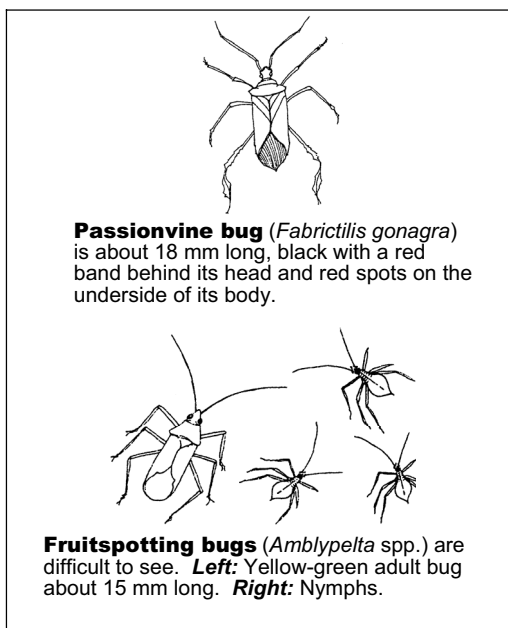 Passionvine bug (Fabrictilis gonagra)
is about 18 mm long, black with a red
band behind its head and red spots on the
underside of its body.
Fruitspotting bugs (Amblypelta spp.) are
difficult to see. Left: Yellow-green adult bug
about 15 mm long. Right: Nymphs.